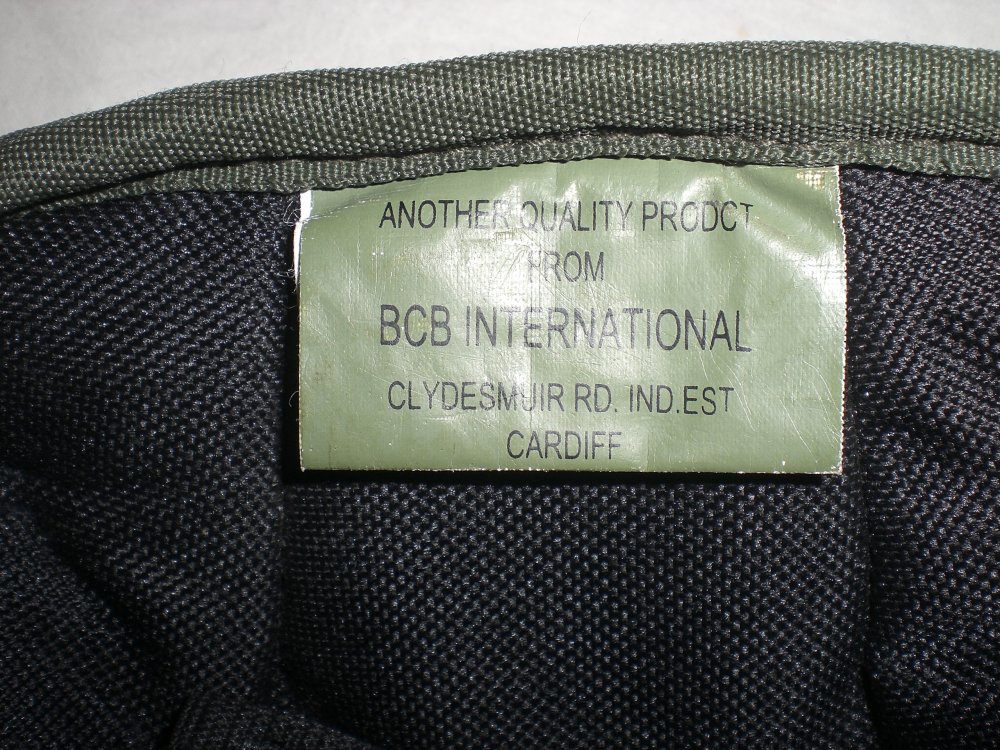 ANOTHER QUALITY PRODCT
FROM
BCB INTERNATIONAL
CLYDESMUIR RD. IND.EST
CARDIFF